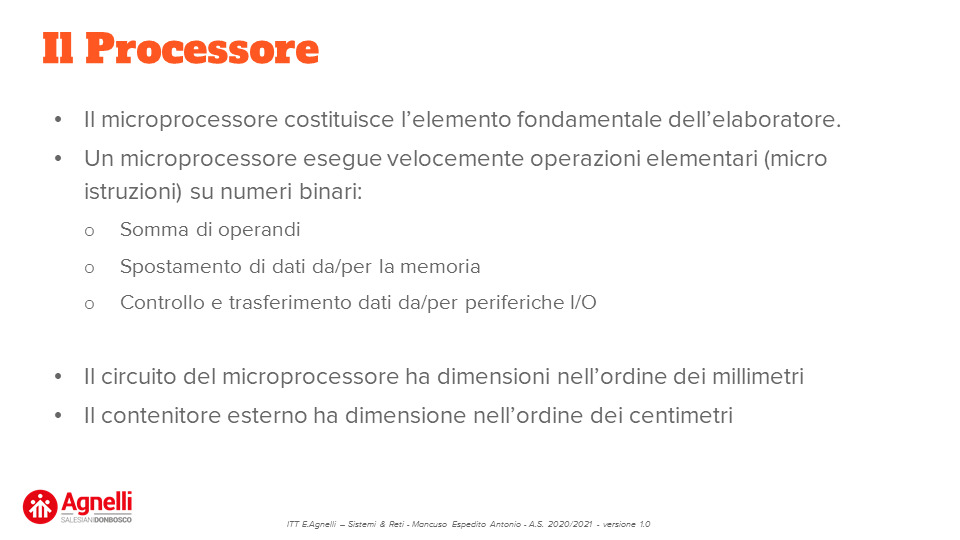 Il Processore
• Il microprocessore costituisce l’elemento fondamentale dell’elaboratore.
• Un microprocessore esegue velocemente operazioni elementari (micro
istruzioni) su numeri binari:
o Somma di operandi
o Spostamento di dati da/per la memoria
o Controllo e trasferimento dati da/per periferiche I/O
• Il circuito del microprocessore ha dimensioni nell’ordine dei millimetri
• Il contenitore esterno ha dimensione nell’ordine dei centimetri
Agnelli
SALESIANI DONBOSCO
ITT E.Agnelli – Sistemi & Reti - Mancuso Espedito Antonio - A.S. 2020/2021 - versione 1.0